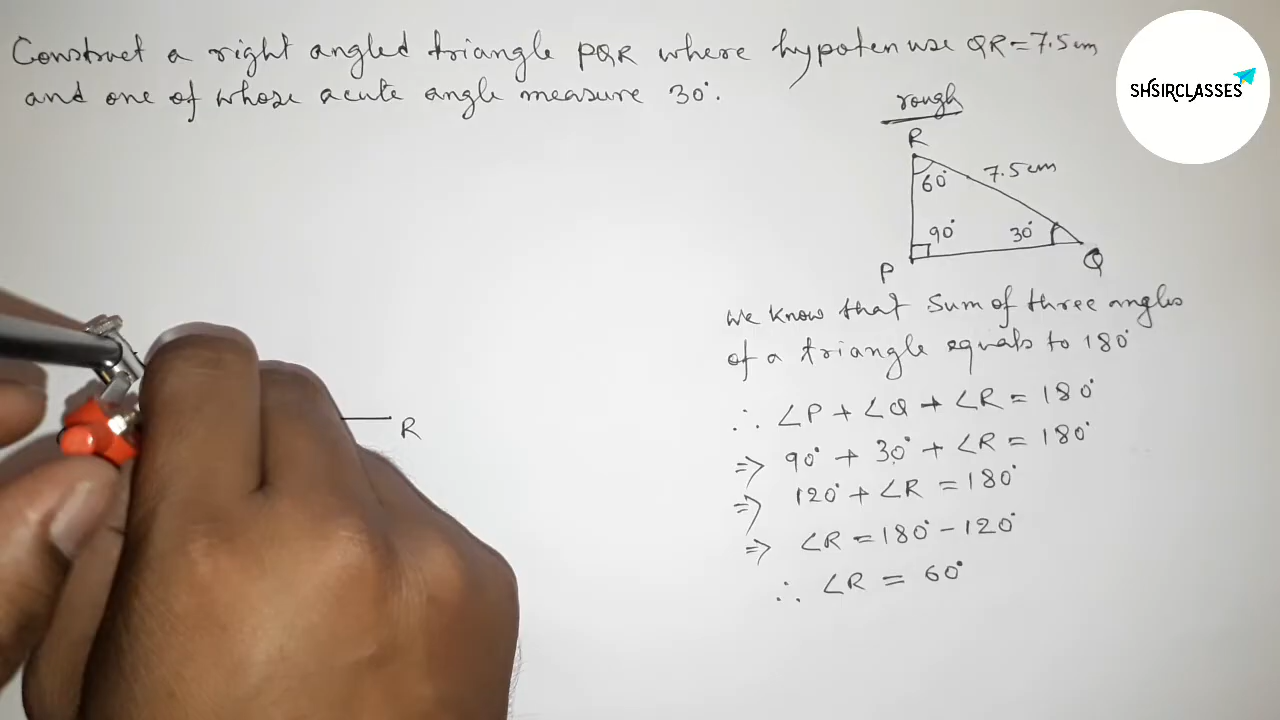 Construct a right angled triangle PQR where hypotenuse QR = 7.5 cm
and one of whose acute angle measure 30°.
SHSIRCLASSES
rough
R
60°
7.5 cm
90°
30°
P
Q
We know that sum of three angles
of a triangle equals to 180°
∴ ∠P + ∠Q + ∠R = 180°
⇒ 90° + 30° + ∠R = 180°
⇒ 120° + ∠R = 180°
⇒ ∠R = 180° - 120°
∴ ∠R = 60°
R